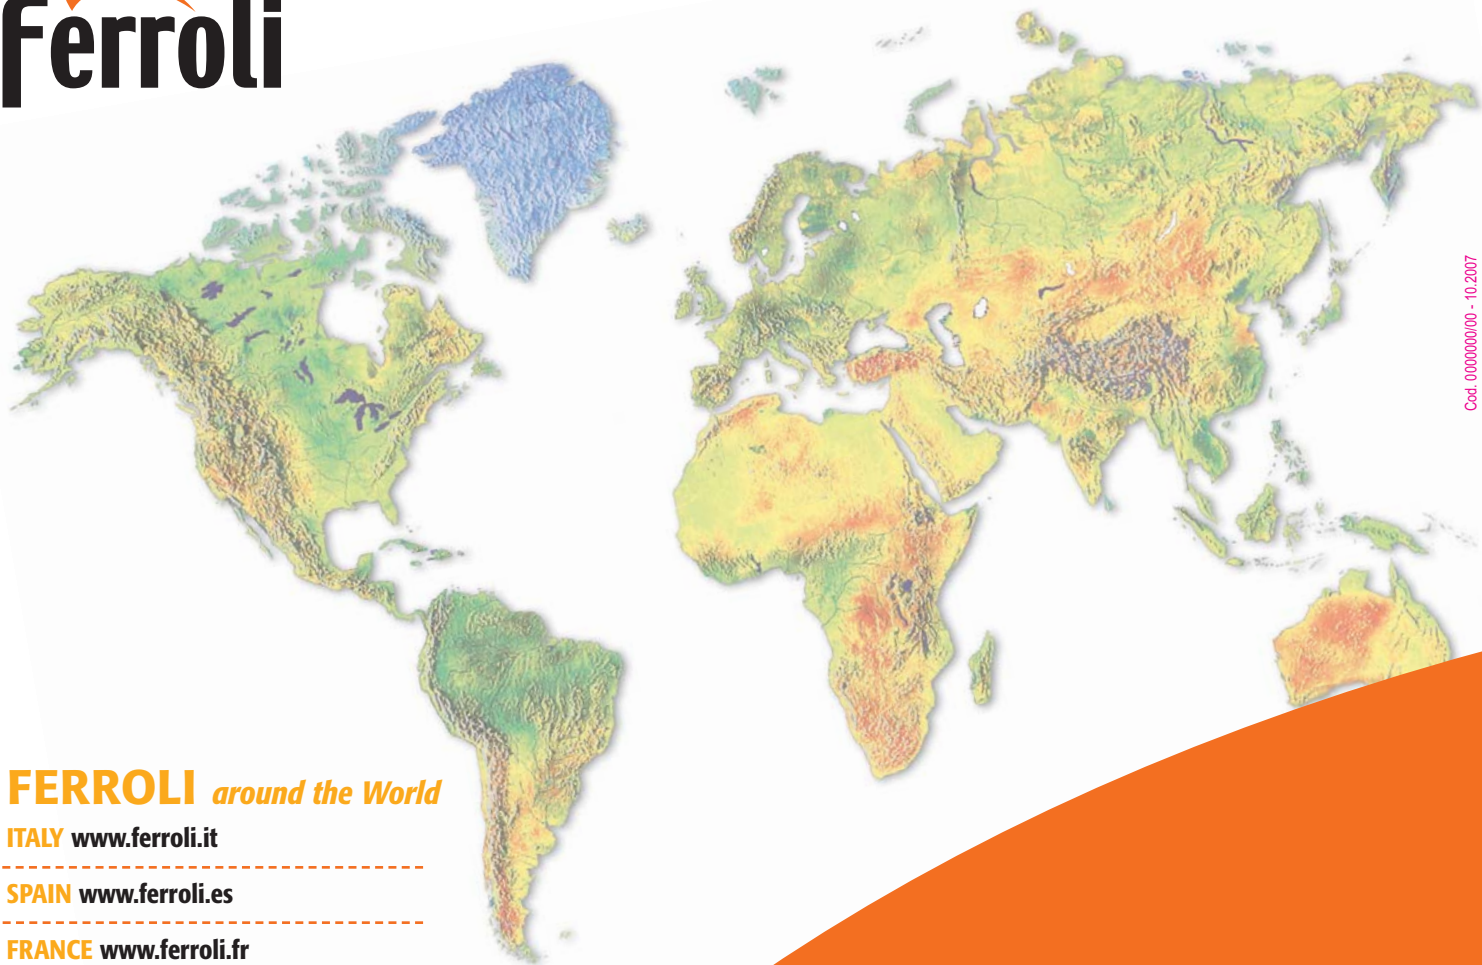 Ferroli
Cod. 0000000/00 - 10.2007
FERROLI around the World
ITALY www.ferroli.it
SPAIN www.ferroli.es
FRANCE www.ferroli.fr